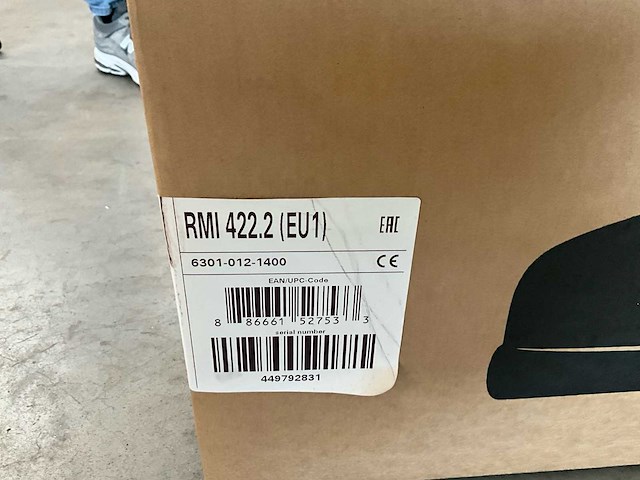 RMI 422.2 (EU1)
EAC
6301-012-1400
CE
EAN/UPC-Code
8 86661 52753 3
serial number
449792831